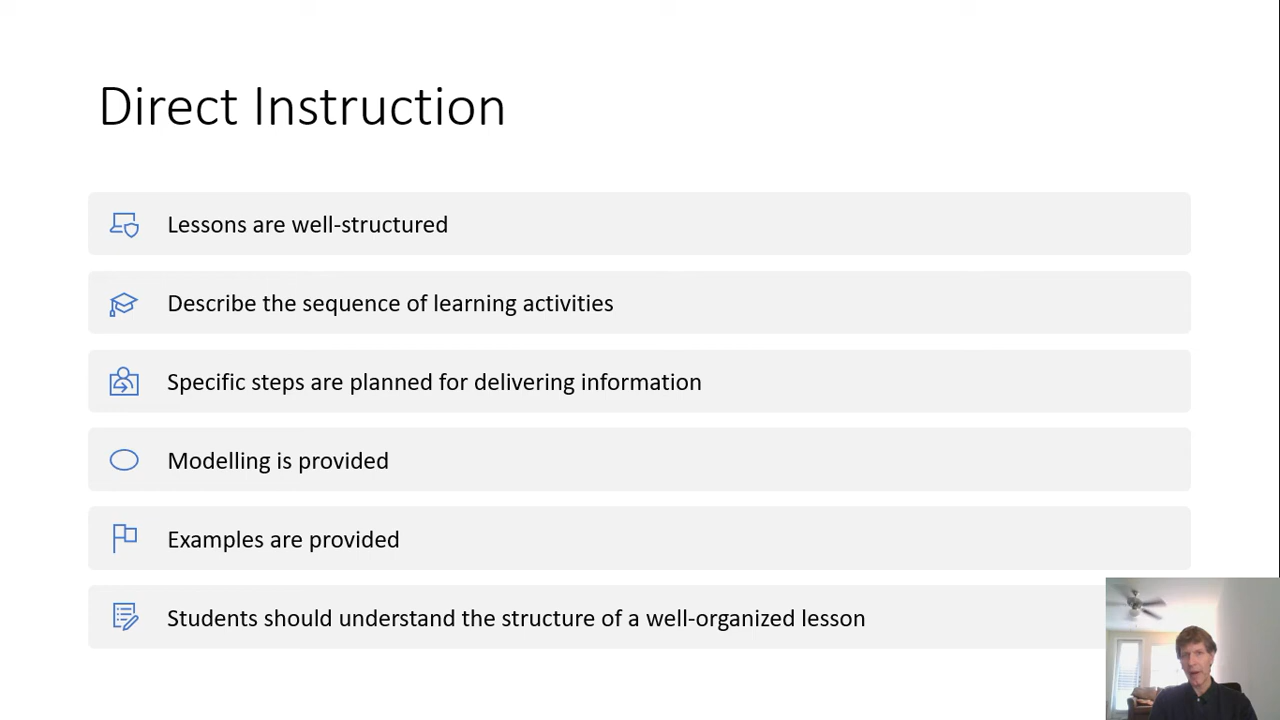 Direct Instruction
Lessons are well-structured
Describe the sequence of learning activities
Specific steps are planned for delivering information
Modelling is provided
Examples are provided
Students should understand the structure of a well-organized lesson